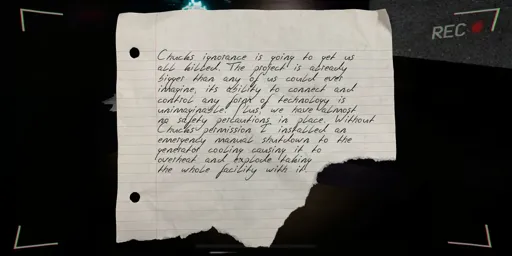 REC
Chucks ignorance is going to get us
all killed. The project is already
bigger than any of us could ever
imagine, it's ability to connect and
control any form of technology is
unimaginable. Plus, we have almost
no safety percautions in place. Without
Chucks permission I installed an
emergency manual shutdown to the
generator cooling causing it to
overheat and explode taking
the whole facility with it.